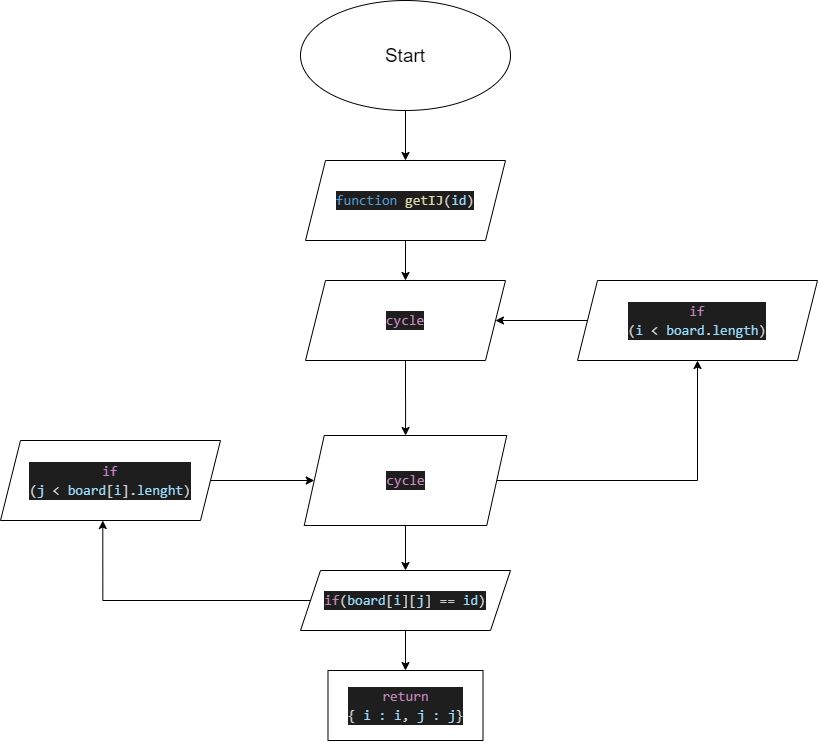 Start
function getIJ(id)
cycle
if
(i < board.length)
if
(j < board[i].lenght)
cycle
if(board[i][j] == id)
return
{ i : i, j : j}